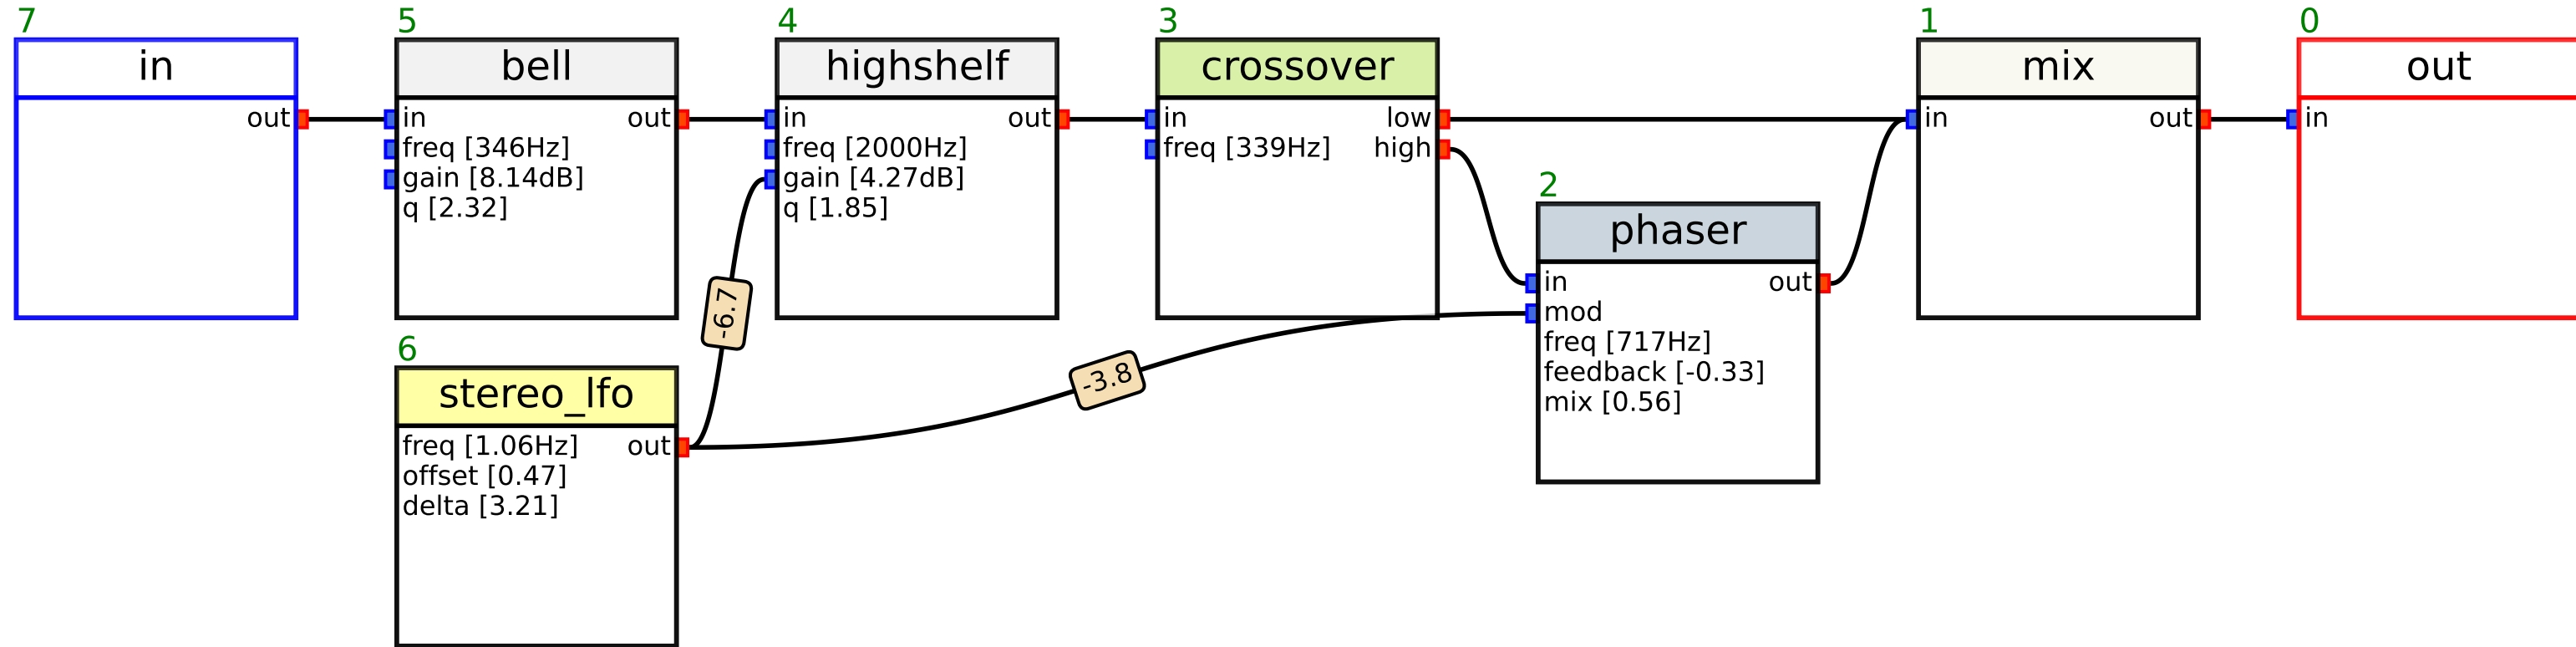 7
in
out
5
bell
in
out
freq [346Hz]
gain [8.14dB]
q [2.32]
4
highshelf
in
out
freq [2000Hz]
gain [4.27dB]
q [1.85]
3
crossover
in
low
freq [339Hz]
high
2
phaser
in
out
mod
freq [717Hz]
feedback [-0.33]
mix [0.56]
1
mix
in
out
0
out
in
-6.7
-3.8
6
stereo_lfo
freq [1.06Hz]
out
offset [0.47]
delta [3.21]